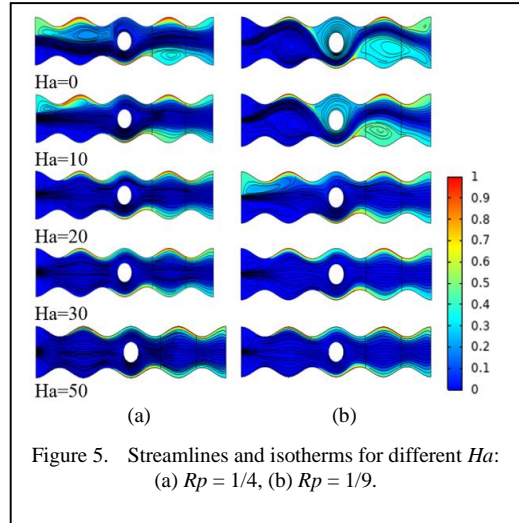 Ha=0
Ha=10
Ha=20
Ha=30
Ha=50
1
0.9
0.8
0.7
0.6
0.5
0.4
0.3
0.2
0.1
0
(a) (b)
Figure 5. Streamlines and isotherms for different Ha:
(a) Rp = 1/4, (b) Rp = 1/9.